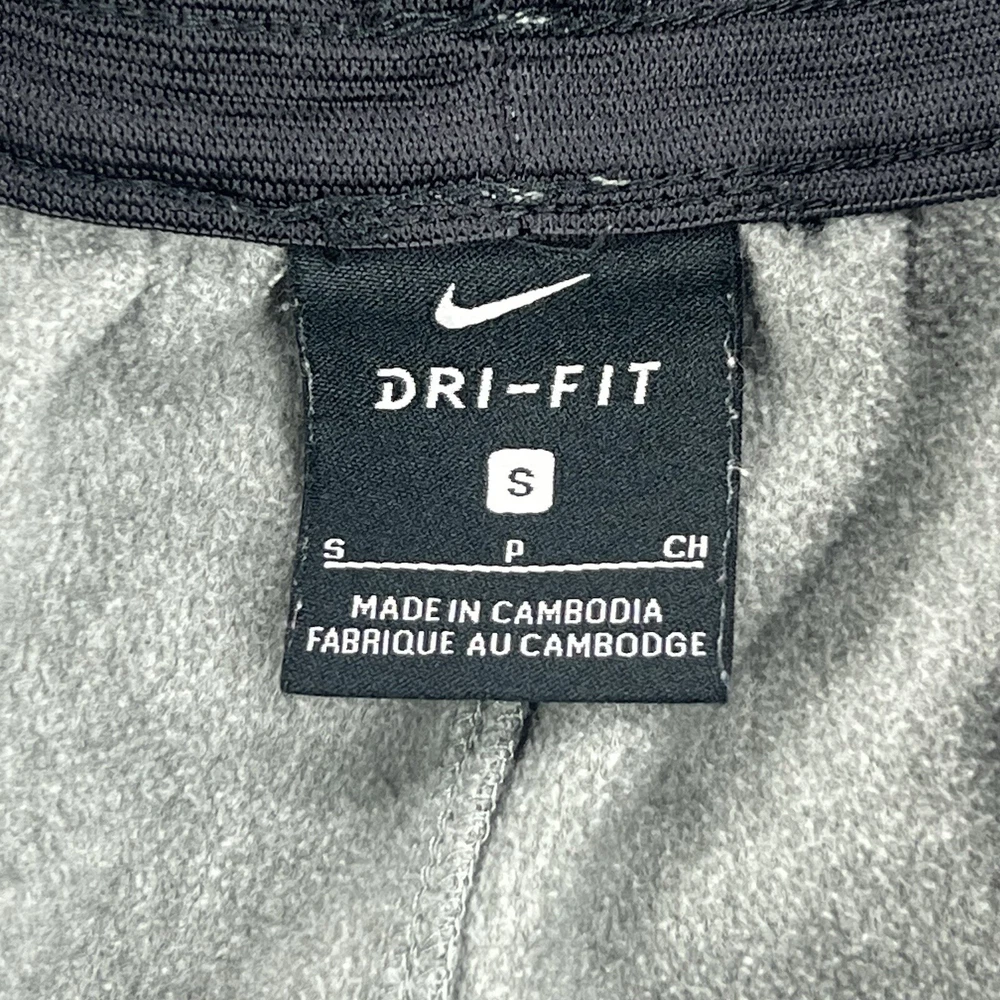 DRI-FIT
S
S P CH
MADE IN CAMBODIA
FABRIQUE AU CAMBODGE